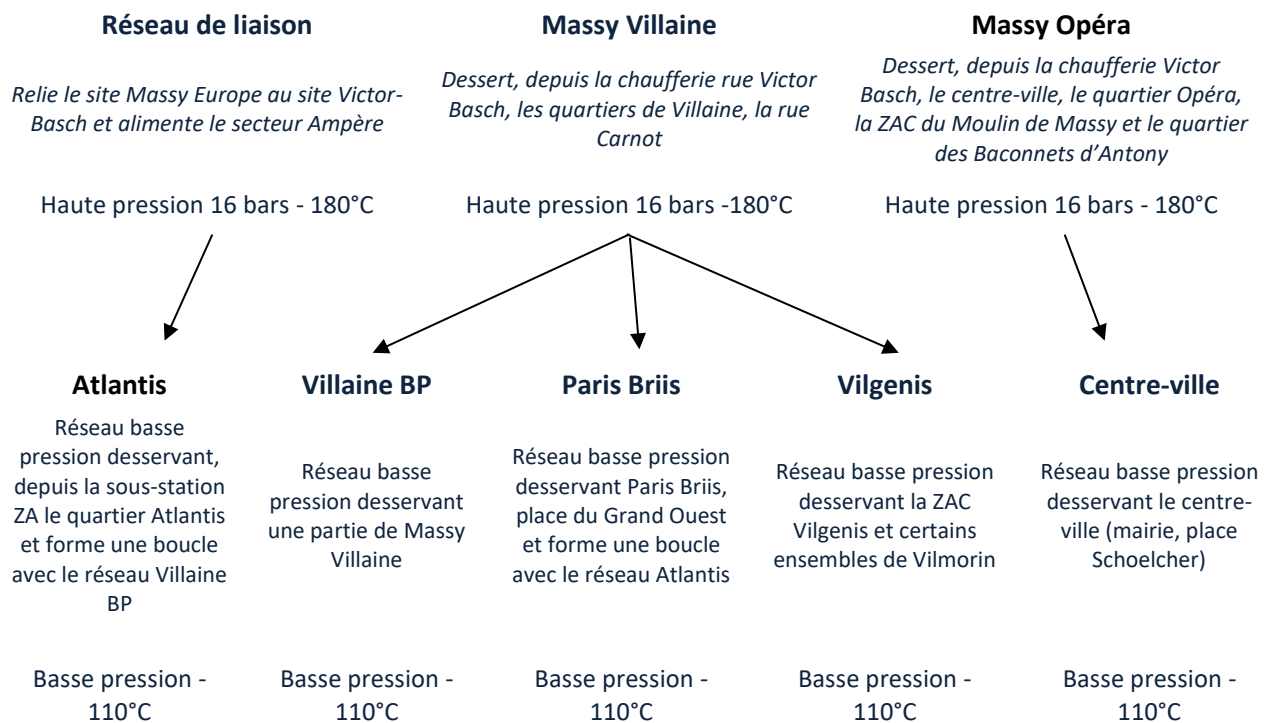 Réseau de liaison
Relie le site Massy Europe au site Victor-
Basch et alimente le secteur Ampère
Haute pression 16 bars - 180°C
Massy Villaine
Dessert, depuis la chaufferie rue Victor
Basch, les quartiers de Villaine, la rue
Carnot
Haute pression 16 bars -180°C
Massy Opéra
Dessert, depuis la chaufferie Victor
Basch, le centre-ville, le quartier Opéra,
la ZAC du Moulin de Massy et le quartier
des Baconnets d’Antony
Haute pression 16 bars - 180°C
Atlantis
Réseau basse
pression desservant,
depuis la sous-station
ZA le quartier Atlantis
et forme une boucle
avec le réseau Villaine
BP
Basse pression -
110°C
Villaine BP
Réseau basse
pression desservant
une partie de Massy
Villaine
Basse pression -
110°C
Paris Briis
Réseau basse pression
desservant Paris Briis,
place du Grand Ouest
et forme une boucle
avec le réseau Atlantis
Basse pression -
110°C
Vilgenis
Réseau basse pression
desservant la ZAC
Vilgenis et certains
ensembles de Vilmorin
Basse pression -
110°C
Centre-ville
Réseau basse pression
desservant le centre-
ville (mairie, place
Schoelcher)
Basse pression -
110°C